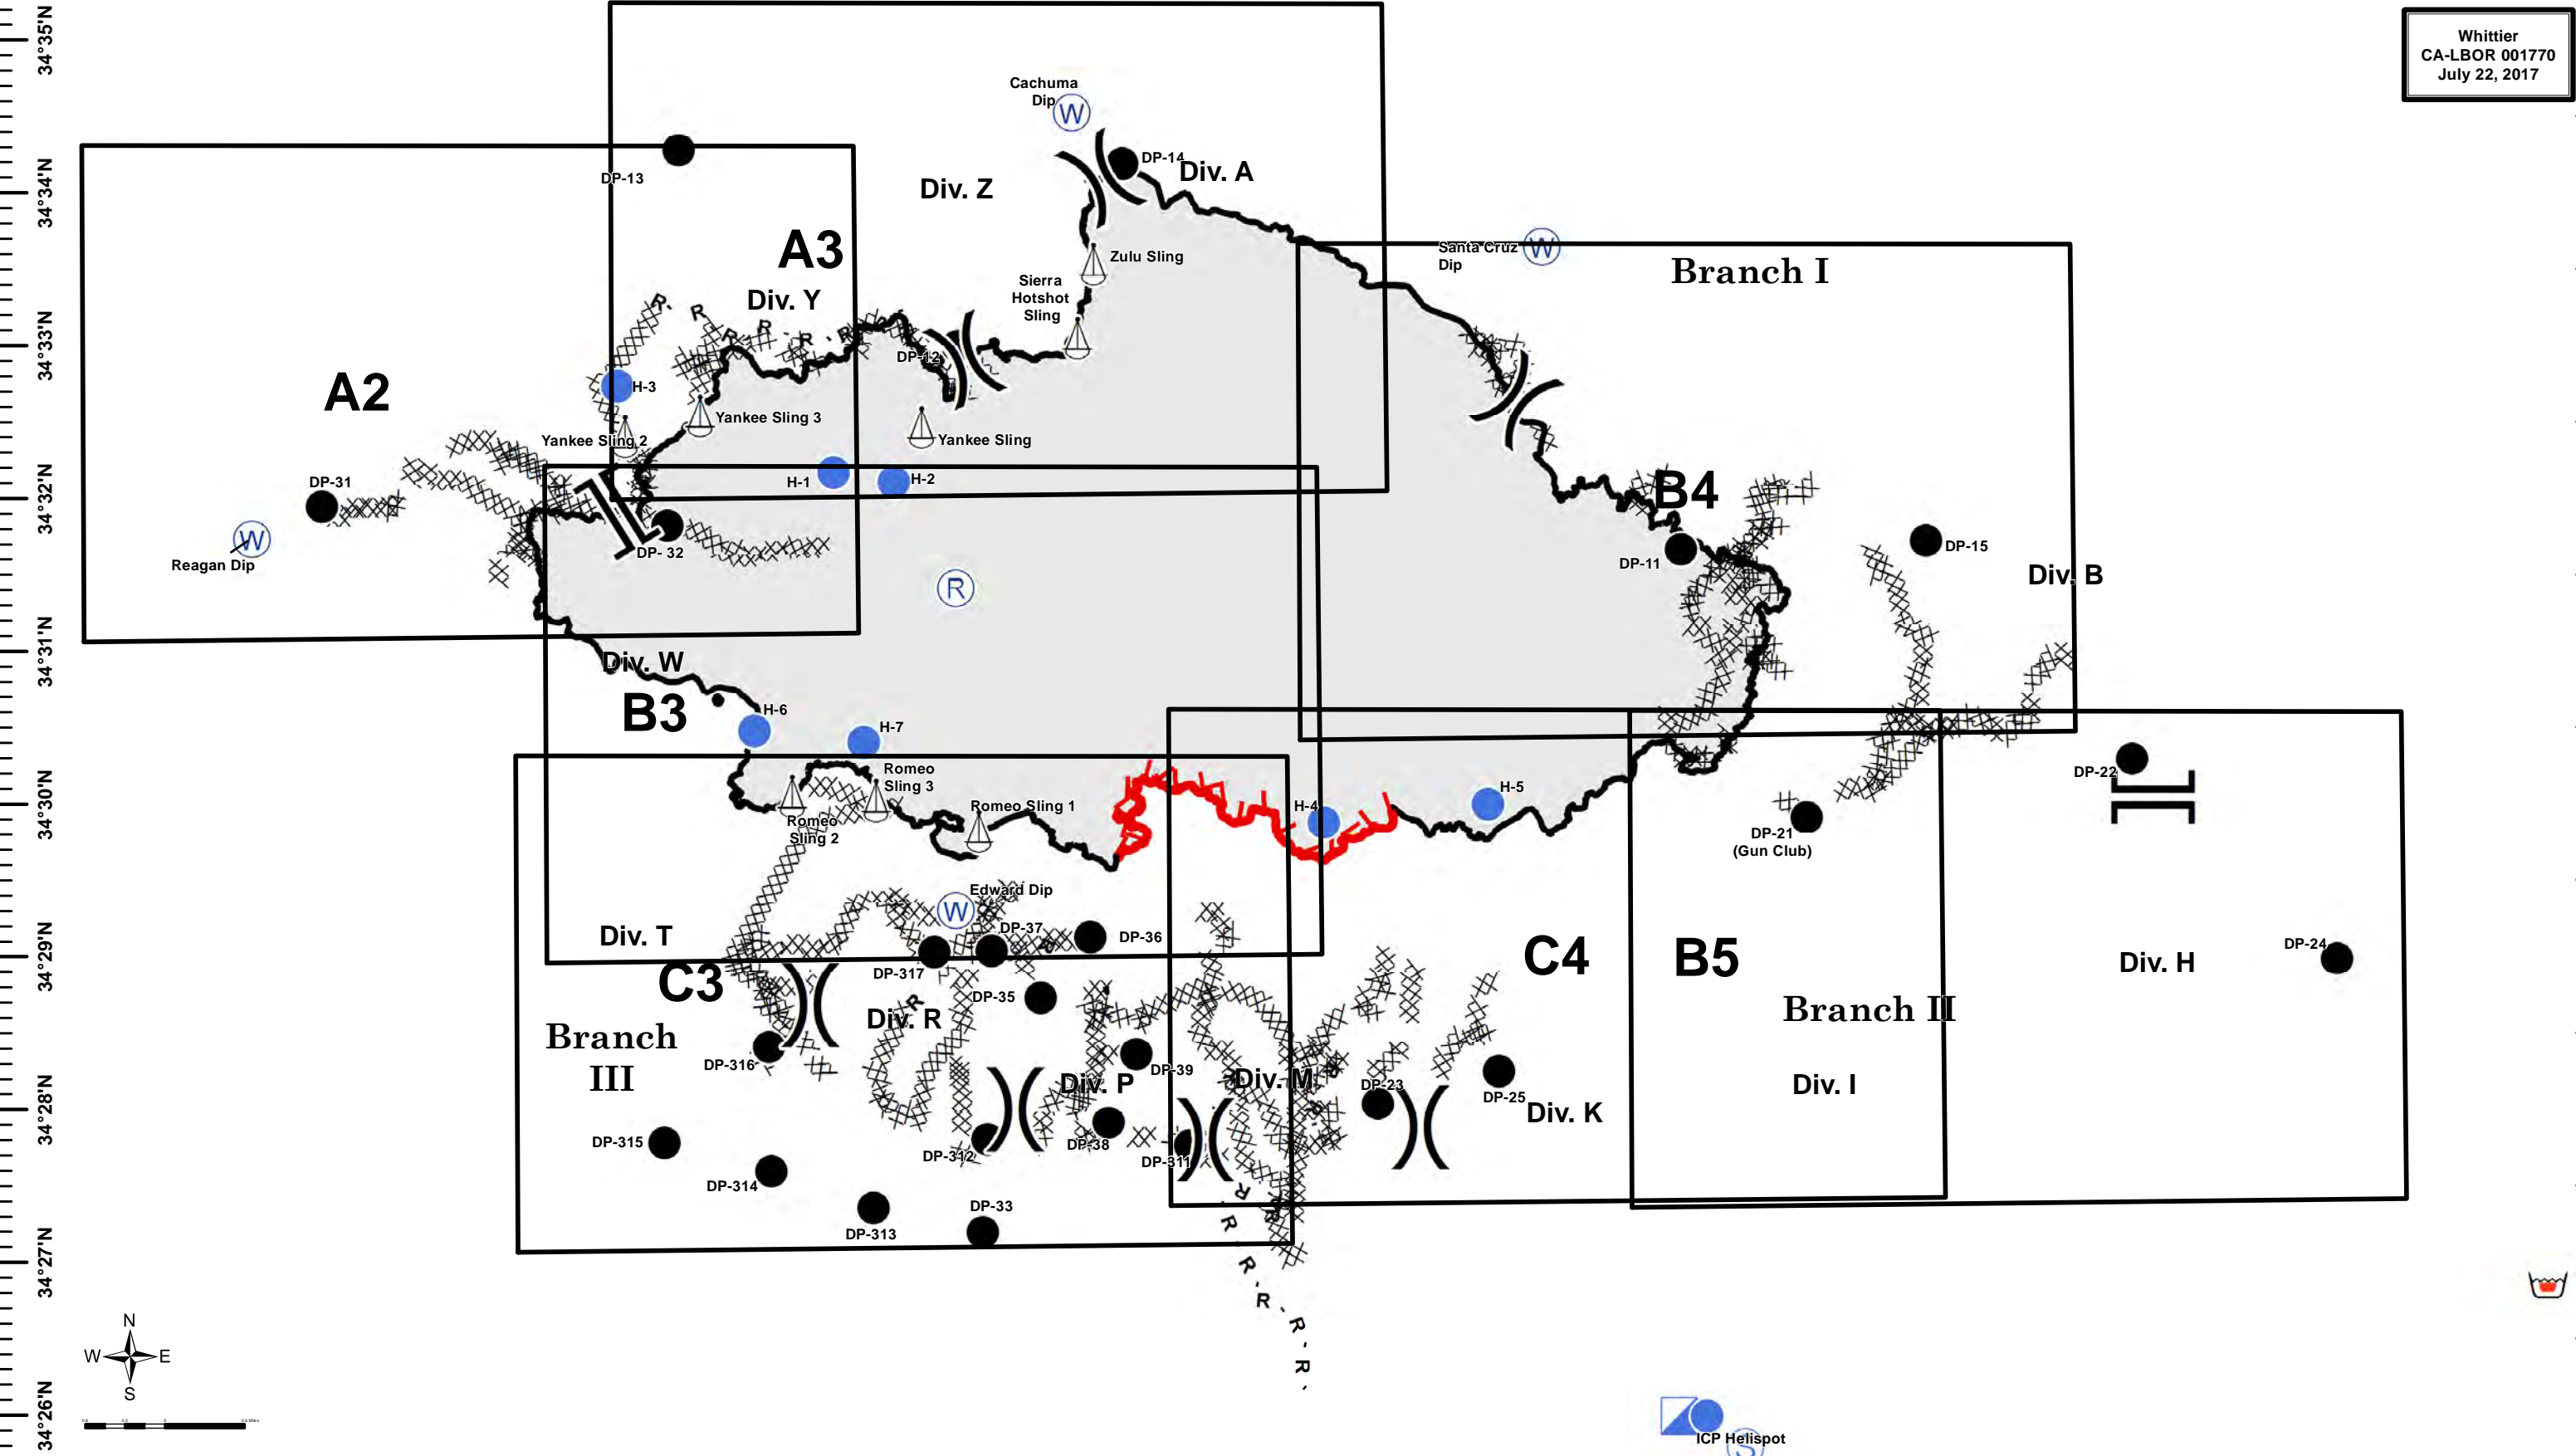 34°35'N
Whittier
CA-LBOR 001770
July 22, 2017
Cachuma
Dip
W
DP-14
Div. A
34°34'N
DP-13
Div. Z
A3
Zulu Sling
Santa Cruz
Dip
W
Branch I
Sierra
Hotshot
Sling
Div. Y
R
R
R
R
R
R
34°33'N
DP-12
A2
H-3
Yankee Sling 3
Yankee Sling 2
Yankee Sling
34°32'N
DP-31
H-1
H-2
B4
W
Reagan Dip
DP- 32
DP-11
DP-15
R
Div. B
34°31'N
Div. W
B3
H-6
H-7
34°30'N
Romeo
Sling 3
Romeo Sling 1
Romeo
Sling 2
H-4
H-5
DP-22
DP-21
(Gun Club)
Edward Dip
W
34°29'N
Div. T
DP-37
R
DP-36
DP-317
C3
DP-35
C4
B5
Div. H
DP-24
Branch
III
R
Div. R
Branch II
DP-316
DP-39
Div. P
Div. M
R
DP-23
DP-25
Div. K
Div. I
34°28'N
DP-315
DP-312
DP-38
DP-311
R
DP-314
DP-313
DP-33
R
R
R
34°27'N
R
R
R
R
N
W
E
S
34°26'N
ICP Helispot
S